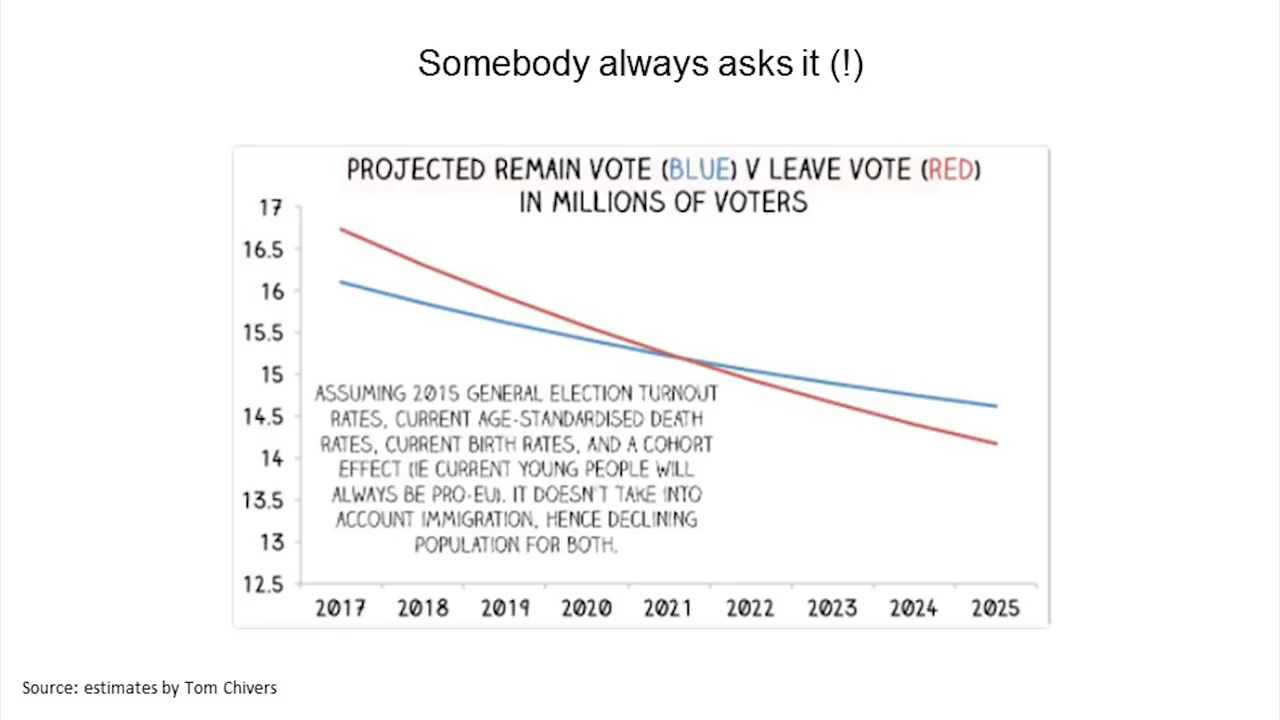 Somebody always asks it (!)
PROJECTED REMAIN VOTE (BLUE) V LEAVE VOTE (RED)
IN MILLIONS OF VOTERS
17
16.5
16
15.5
15
14.5
14
13.5
13
12.5
ASSUMING 2015 GENERAL ELECTION TURNOUT
RATES, CURRENT AGE-STANDARDISED DEATH
RATES, CURRENT BIRTH RATES, AND A COHORT
EFFECT (IE CURRENT YOUNG PEOPLE WILL
ALWAYS BE PRO-EU). IT DOESN'T TAKE INTO
ACCOUNT IMMIGRATION, HENCE DECLINING
POPULATION FOR BOTH.
2017 2018 2019 2020 2021 2022 2023 2024 2025
Source: estimates by Tom Chivers